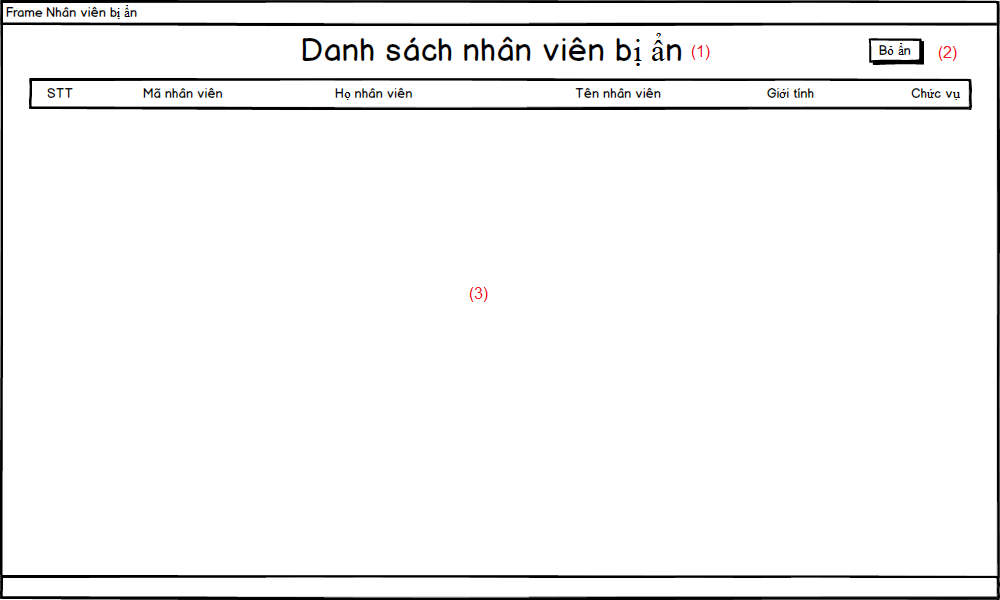 Frame Nhân viên bị ẩn
Danh sách nhân viên bị ẩn (1)
Bỏ ẩn (2)
STT Mã nhân viên Họ nhân viên Tên nhân viên Giới tính Chức vụ
(3)